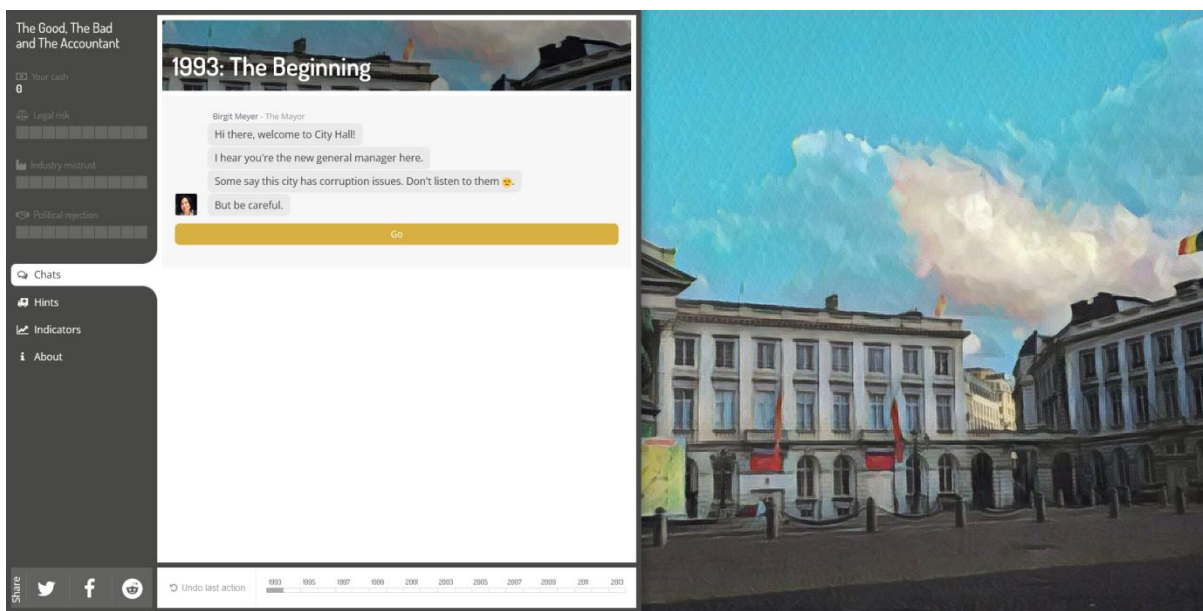 The Good, The Bad
and The Accountant
Your cash
0
Legal risk
Industry mistrust
Political rejection
Chats
Hints
Indicators
About
Share
1993: The Beginning
Birgit Meyer - The Mayor
Hi there, welcome to City Hall!
I hear you're the new general manager here.
Some say this city has corruption issues. Don't listen to them 😁.
But be careful.
Go
Undo last action
1993 1995 1997 1999 2001 2003 2005 2007 2009 2011 2013